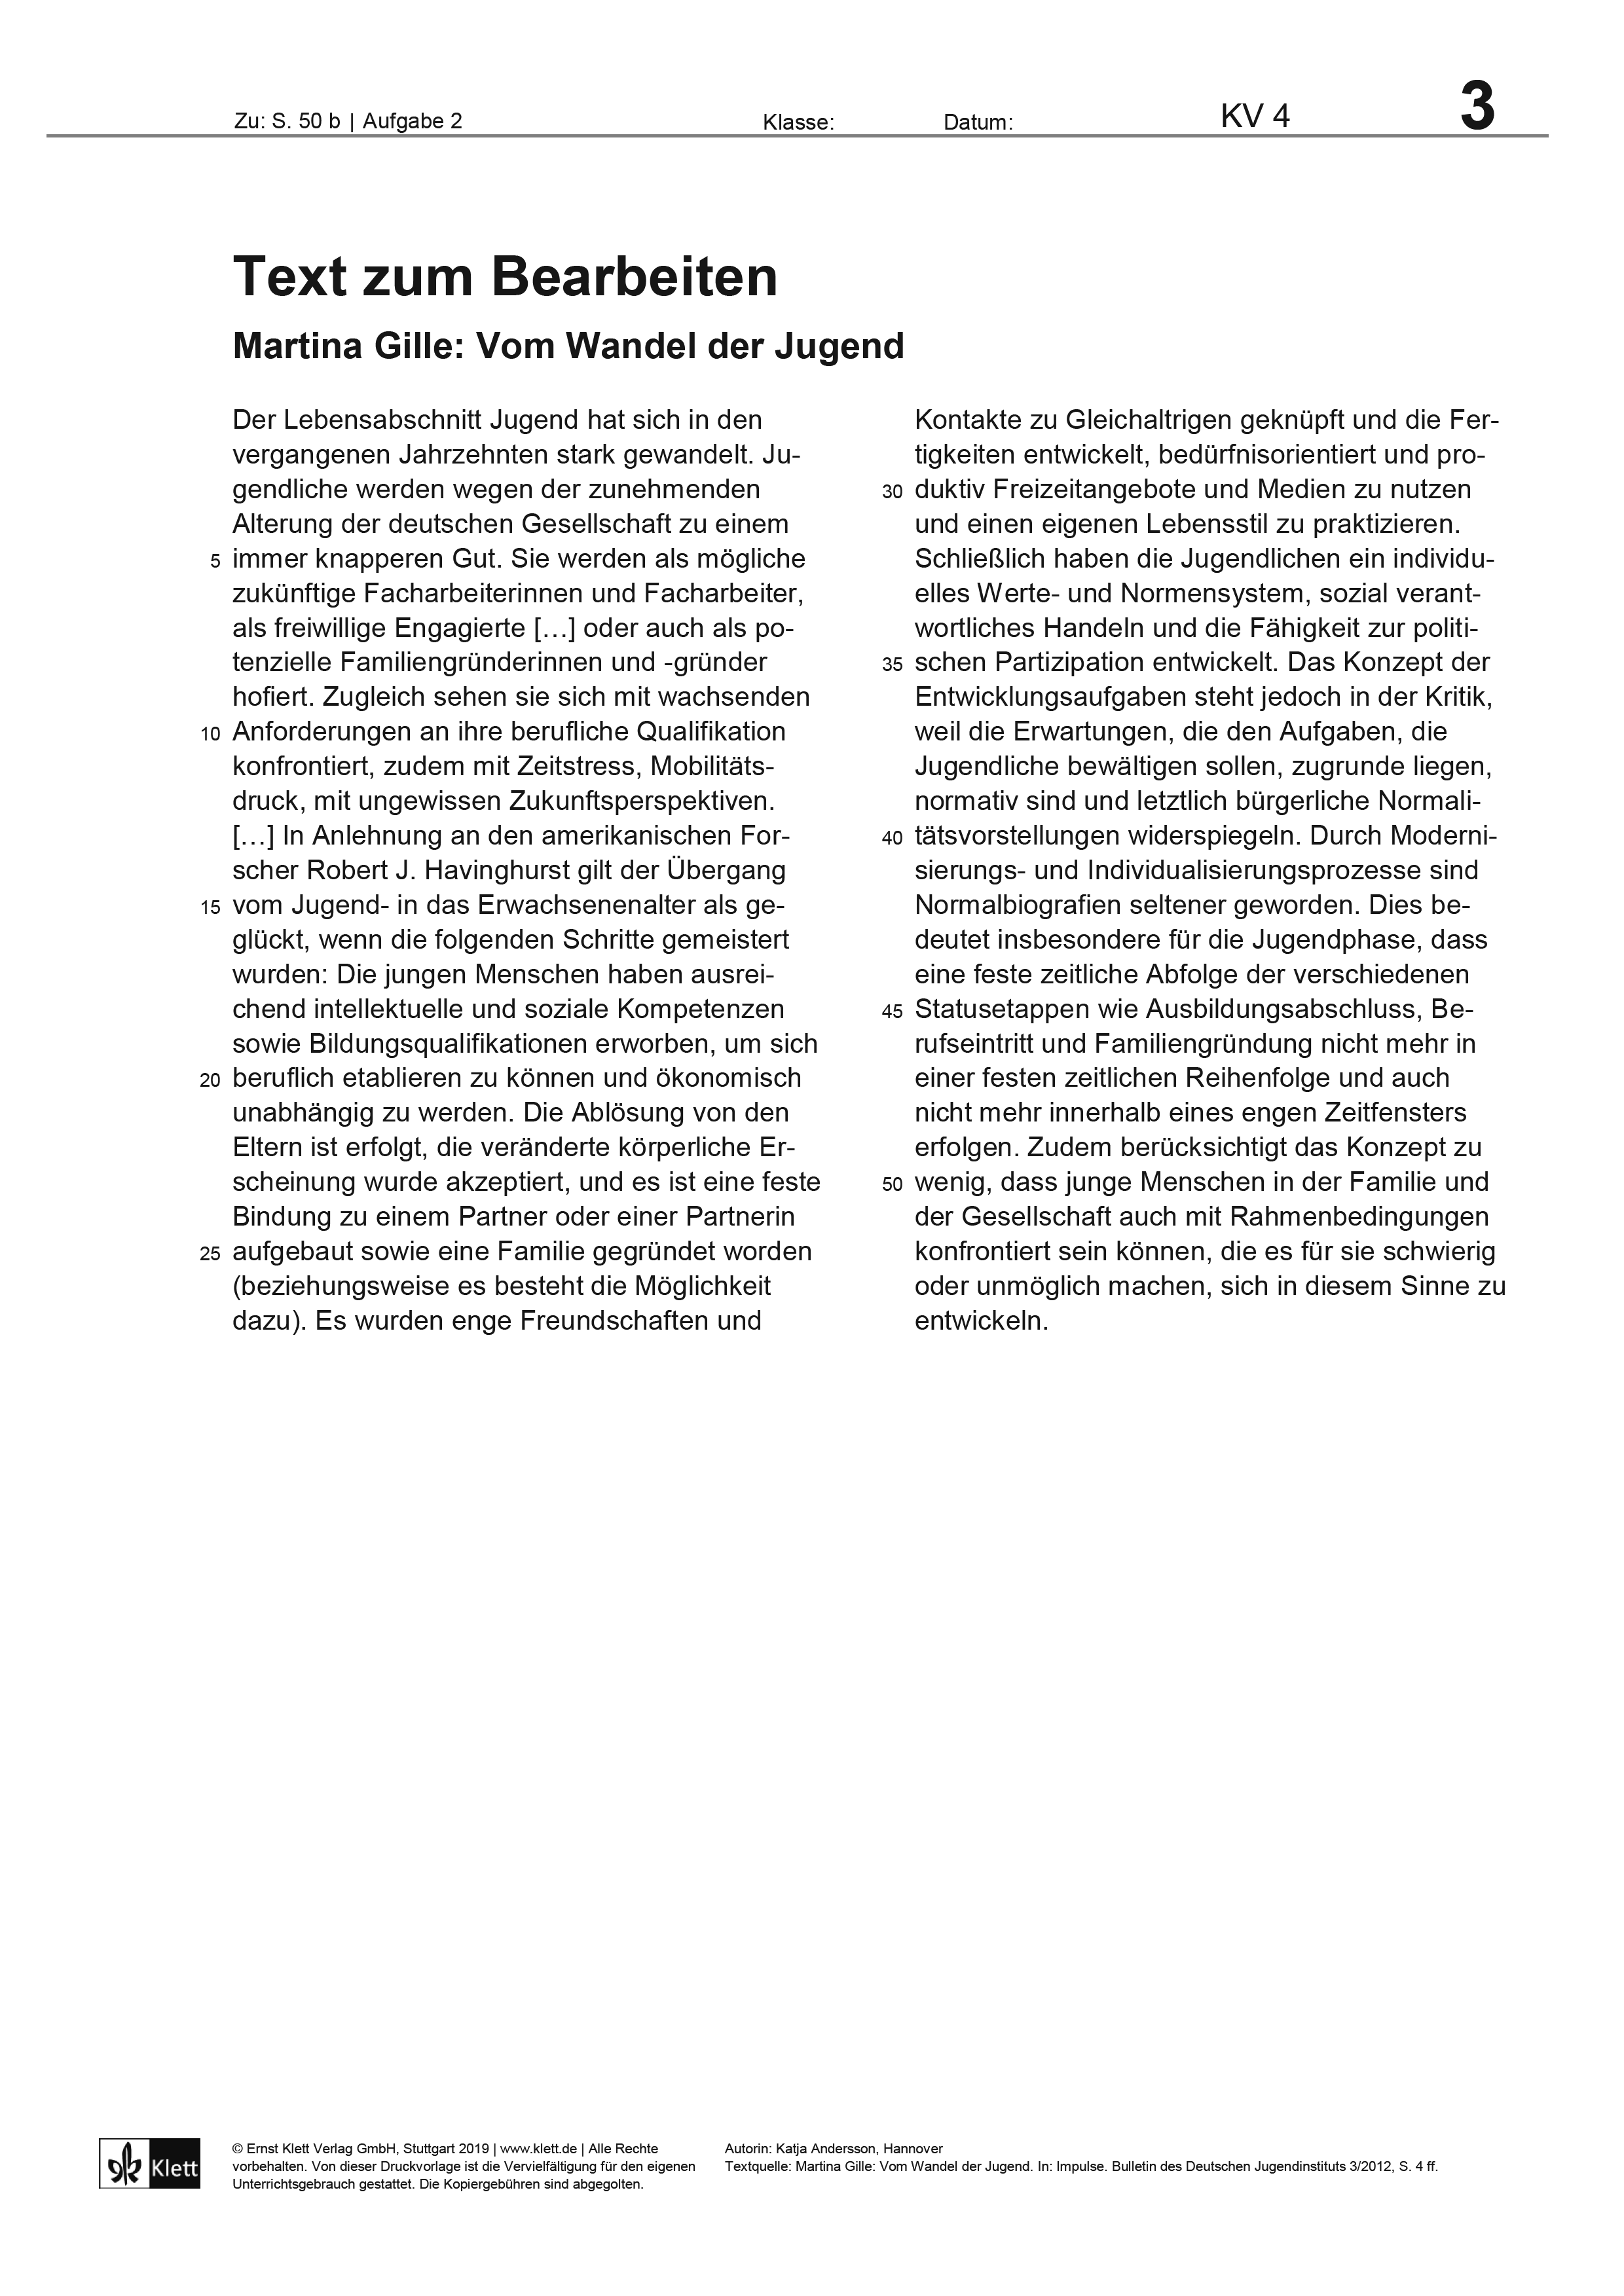 Zu: S. 50 b | Aufgabe 2 Klasse: Datum: KV 4 3
Text zum Bearbeiten
Martina Gille: Vom Wandel der Jugend
Der Lebensabschnitt Jugend hat sich in den
vergangenen Jahrzehnten stark gewandelt. Ju-
gendliche werden wegen der zunehmenden
Alterung der deutschen Gesellschaft zu einem
5 immer knapperen Gut. Sie werden als mögliche
zukünftige Facharbeiterinnen und Facharbeiter,
als freiwillige Engagierte […] oder auch als po-
tenzielle Familiengründerinnen und -gründer
hofiert. Zugleich sehen sie sich mit wachsenden
10 Anforderungen an ihre berufliche Qualifikation
konfrontiert, zudem mit Zeitstress, Mobilitäts-
druck, mit ungewissen Zukunftsperspektiven.
[…] In Anlehnung an den amerikanischen For-
scher Robert J. Havinghurst gilt der Übergang
15 vom Jugend- in das Erwachsenenalter als ge-
glückt, wenn die folgenden Schritte gemeistert
wurden: Die jungen Menschen haben ausrei-
chend intellektuelle und soziale Kompetenzen
sowie Bildungsqualifikationen erworben, um sich
20 beruflich etablieren zu können und ökonomisch
unabhängig zu werden. Die Ablösung von den
Eltern ist erfolgt, die veränderte körperliche Er-
scheinung wurde akzeptiert, und es ist eine feste
Bindung zu einem Partner oder einer Partnerin
25 aufgebaut sowie eine Familie gegründet worden
(beziehungsweise es besteht die Möglichkeit
dazu). Es wurden enge Freundschaften und
Kontakte zu Gleichaltrigen geknüpft und die Fer-
tigkeiten entwickelt, bedürfnisorientiert und pro-
30 duktiv Freizeitangebote und Medien zu nutzen
und einen eigenen Lebensstil zu praktizieren.
Schließlich haben die Jugendlichen ein individu-
elles Werte- und Normensystem, sozial verant-
wortliches Handeln und die Fähigkeit zur politi-
35 schen Partizipation entwickelt. Das Konzept der
Entwicklungsaufgaben steht jedoch in der Kritik,
weil die Erwartungen, die den Aufgaben, die
Jugendliche bewältigen sollen, zugrunde liegen,
normativ sind und letztlich bürgerliche Normali-
40 tätsvorstellungen widerspiegeln. Durch Moderni-
sierungs- und Individualisierungsprozesse sind
Normalbiografien seltener geworden. Dies be-
deutet insbesondere für die Jugendphase, dass
eine feste zeitliche Abfolge der verschiedenen
45 Statusetappen wie Ausbildungsabschluss, Be-
rufseintritt und Familiengründung nicht mehr in
einer festen zeitlichen Reihenfolge und auch
nicht mehr innerhalb eines engen Zeitfensters
erfolgen. Zudem berücksichtigt das Konzept zu
50 wenig, dass junge Menschen in der Familie und
der Gesellschaft auch mit Rahmenbedingungen
konfrontiert sein können, die es für sie schwierig
oder unmöglich machen, sich in diesem Sinne zu
entwickeln.
Klett
© Ernst Klett Verlag GmbH, Stuttgart 2019 | www.klett.de | Alle Rechte
vorbehalten. Von dieser Druckvorlage ist die Vervielfältigung für den eigenen
Unterrichtsgebrauch gestattet. Die Kopiergebühren sind abgegolten.
Autorin: Katja Andersson, Hannover
Textquelle: Martina Gille: Vom Wandel der Jugend. In: Impulse. Bulletin des Deutschen Jugendinstituts 3/2012, S. 4 ff.